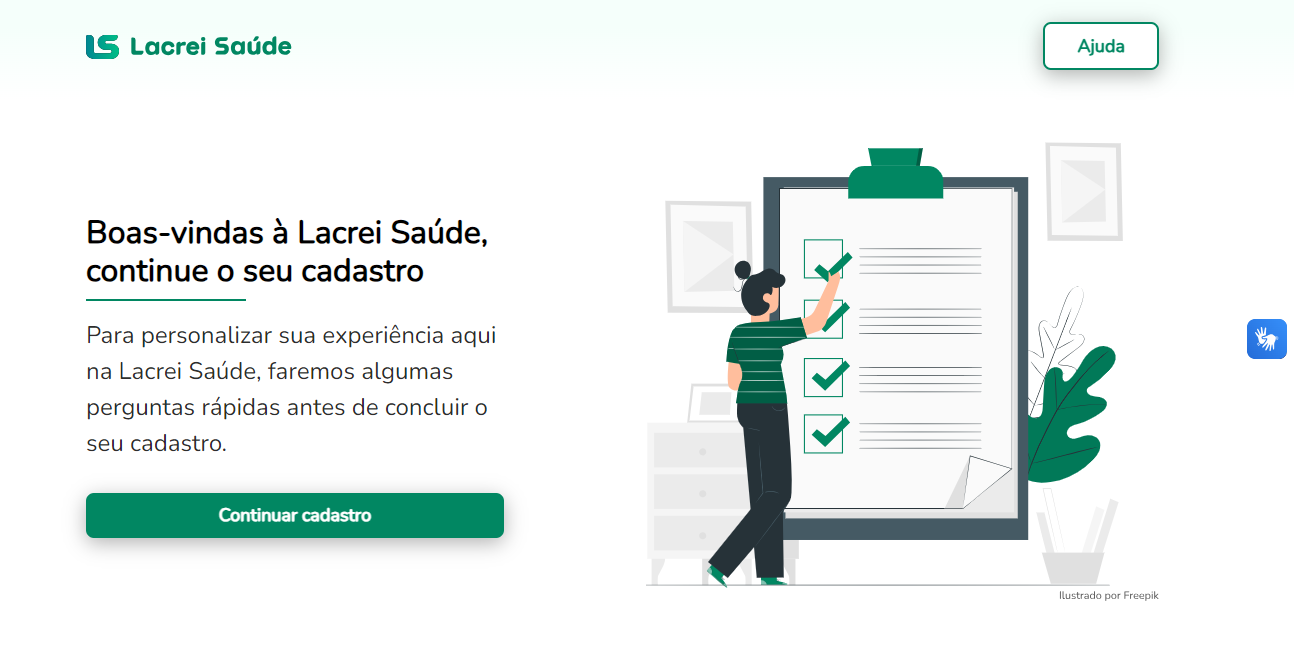 Lacrei Saúde
Ajuda
Boas-vindas à Lacrei Saúde,
continue o seu cadastro
Para personalizar sua experiência aqui
na Lacrei Saúde, faremos algumas
perguntas rápidas antes de concluir o
seu cadastro.
Continuar cadastro
Ilustrado por Freepik